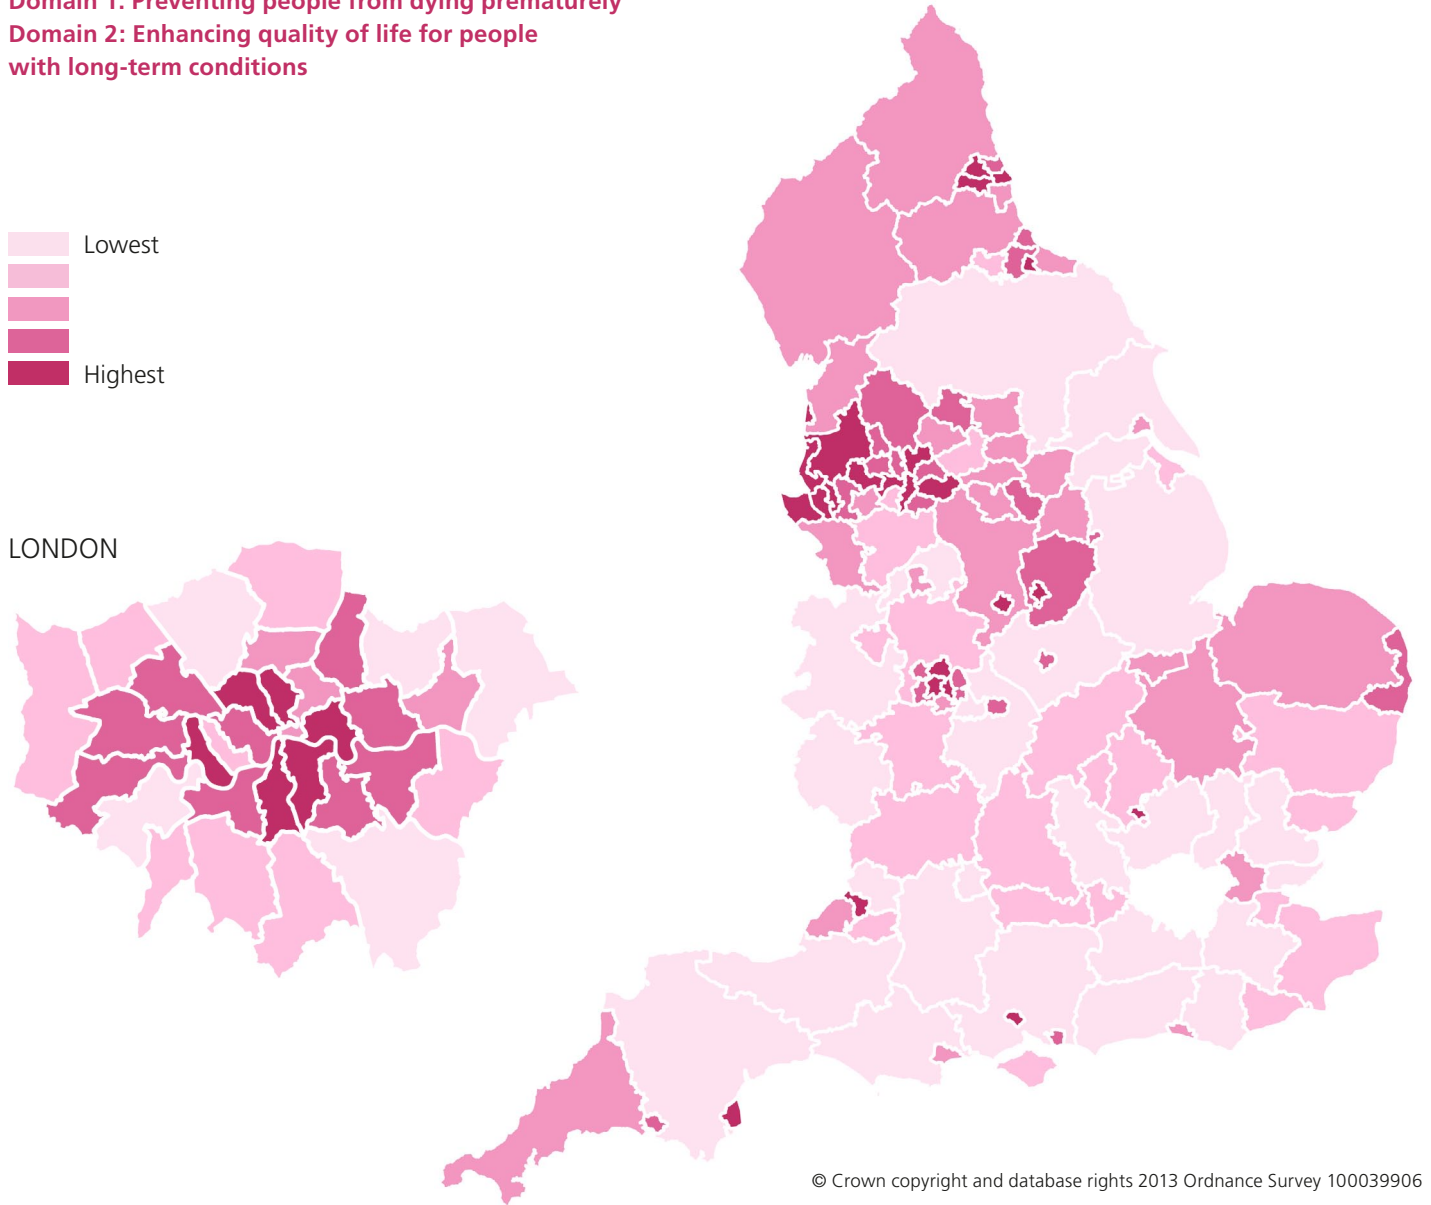 Domain 1: Preventing people from dying prematurely
Domain 2: Enhancing quality of life for people
with long-term conditions
Lowest
Highest
LONDON
© Crown copyright and database rights 2013 Ordnance Survey 100039906